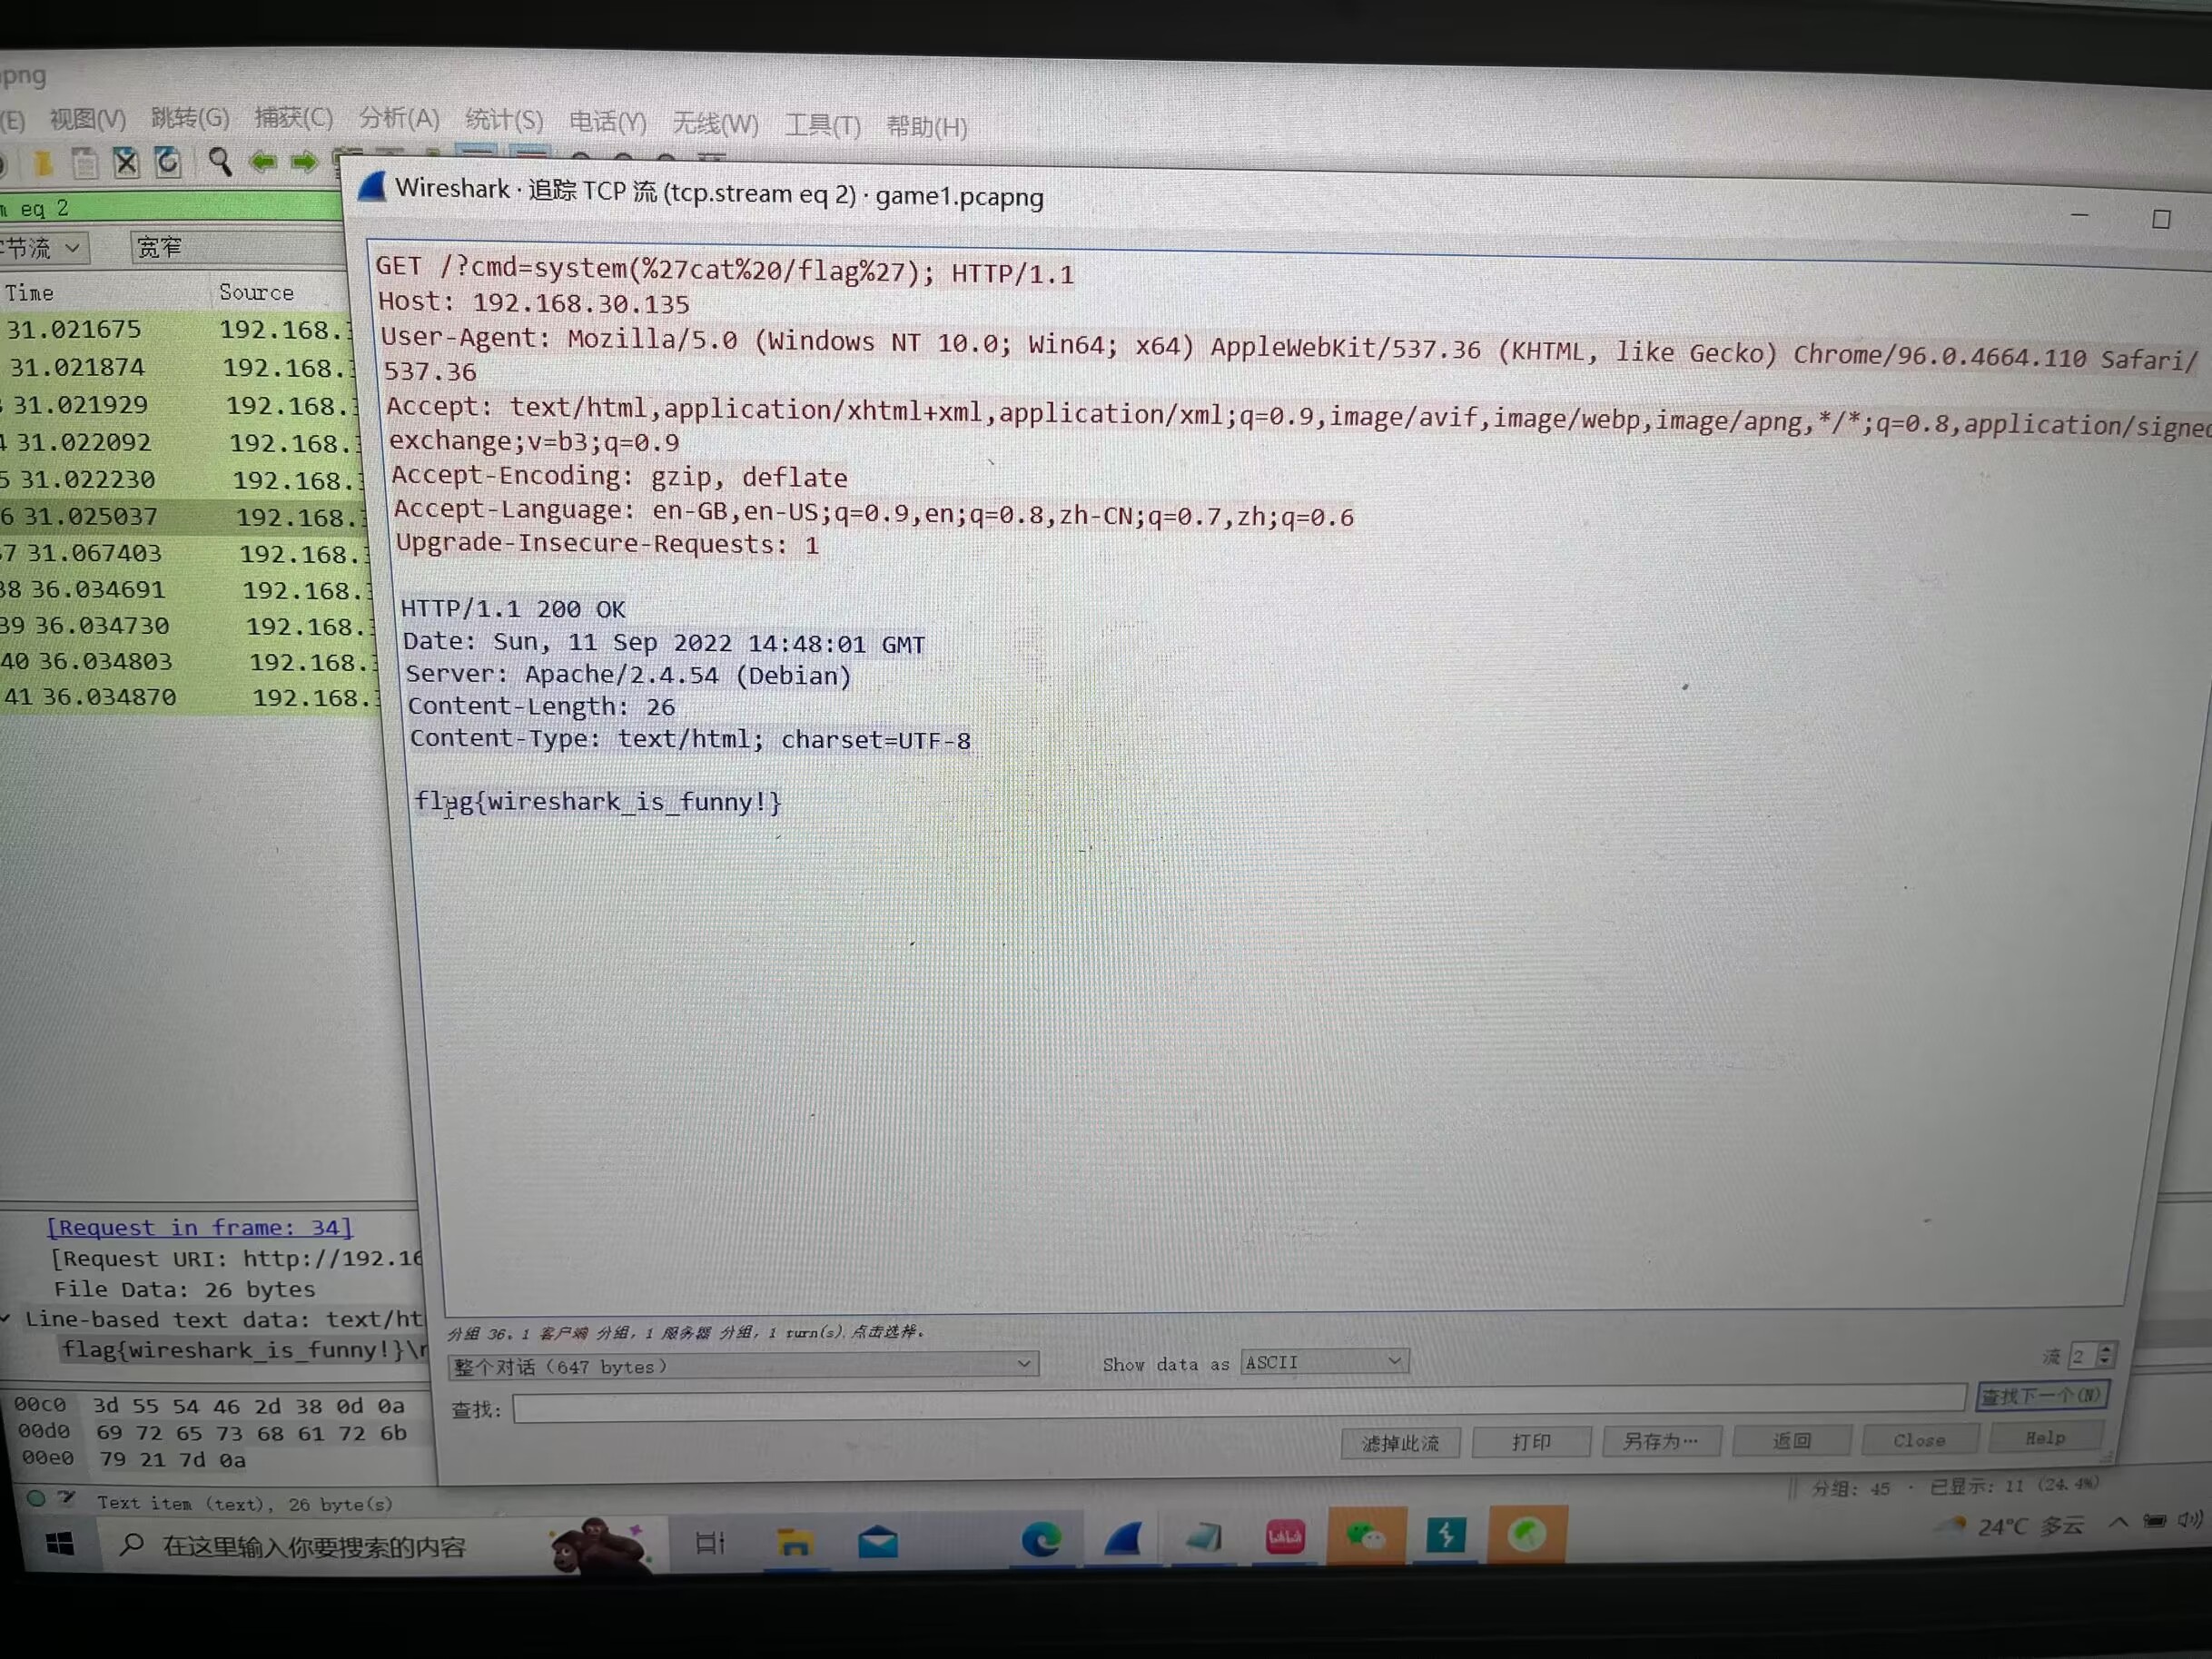 png
(E) 视图(V) 跳转(G) 捕获(C) 分析(A) 统计(S) 电话(Y) 无线(W) 工具(T) 帮助(H)
eq 2
节流 宽窄
Time Source
31.021675 192.168.
31.021874 192.168.
31.021929 192.168.
31.022092 192.168.
5 31.022230 192.168.
6 31.025037 192.168.
7 31.067403 192.168.
38 36.034691 192.168.
39 36.034730 192.168.
40 36.034803 192.168.
41 36.034870 192.168.
Wireshark · 追踪 TCP 流 (tcp.stream eq 2) · game1.pcapng
GET /?cmd=system(%27cat%20/flag%27); HTTP/1.1
Host: 192.168.30.135
User-Agent: Mozilla/5.0 (Windows NT 10.0; Win64; x64) AppleWebKit/537.36 (KHTML, like Gecko) Chrome/96.0.4664.110 Safari/
537.36
Accept: text/html,application/xhtml+xml,application/xml;q=0.9,image/avif,image/webp,image/apng,*/*;q=0.8,application/signed
exchange;v=b3;q=0.9
Accept-Encoding: gzip, deflate
Accept-Language: en-GB,en-US;q=0.9,en;q=0.8,zh-CN;q=0.7,zh;q=0.6
Upgrade-Insecure-Requests: 1
HTTP/1.1 200 OK
Date: Sun, 11 Sep 2022 14:48:01 GMT
Server: Apache/2.4.54 (Debian)
Content-Length: 26
Content-Type: text/html; charset=UTF-8
flag{wireshark_is_funny!}
[Request in frame: 34]
[Request URI: http://192.16
File Data: 26 bytes
Line-based text data: text/ht
flag{wireshark_is_funny!}\r
00c0 3d 55 54 46 2d 38 0d 0a
00d0 69 72 65 73 68 61 72 6b
00e0 79 21 7d 0a
Text item (text), 26 byte(s)
分组 36。1 客户端 分组, 1 服务器 分组, 1 turn(s). 点击选择。
整个对话（647 bytes） Show data as ASCII 流 2
查找: 查找下一个(N)
滤掉此流 打印 另存为… 返回 Close Help
分组: 45 · 已显示: 11 (24.4%)
在这里输入你要搜索的内容 24°C 多云